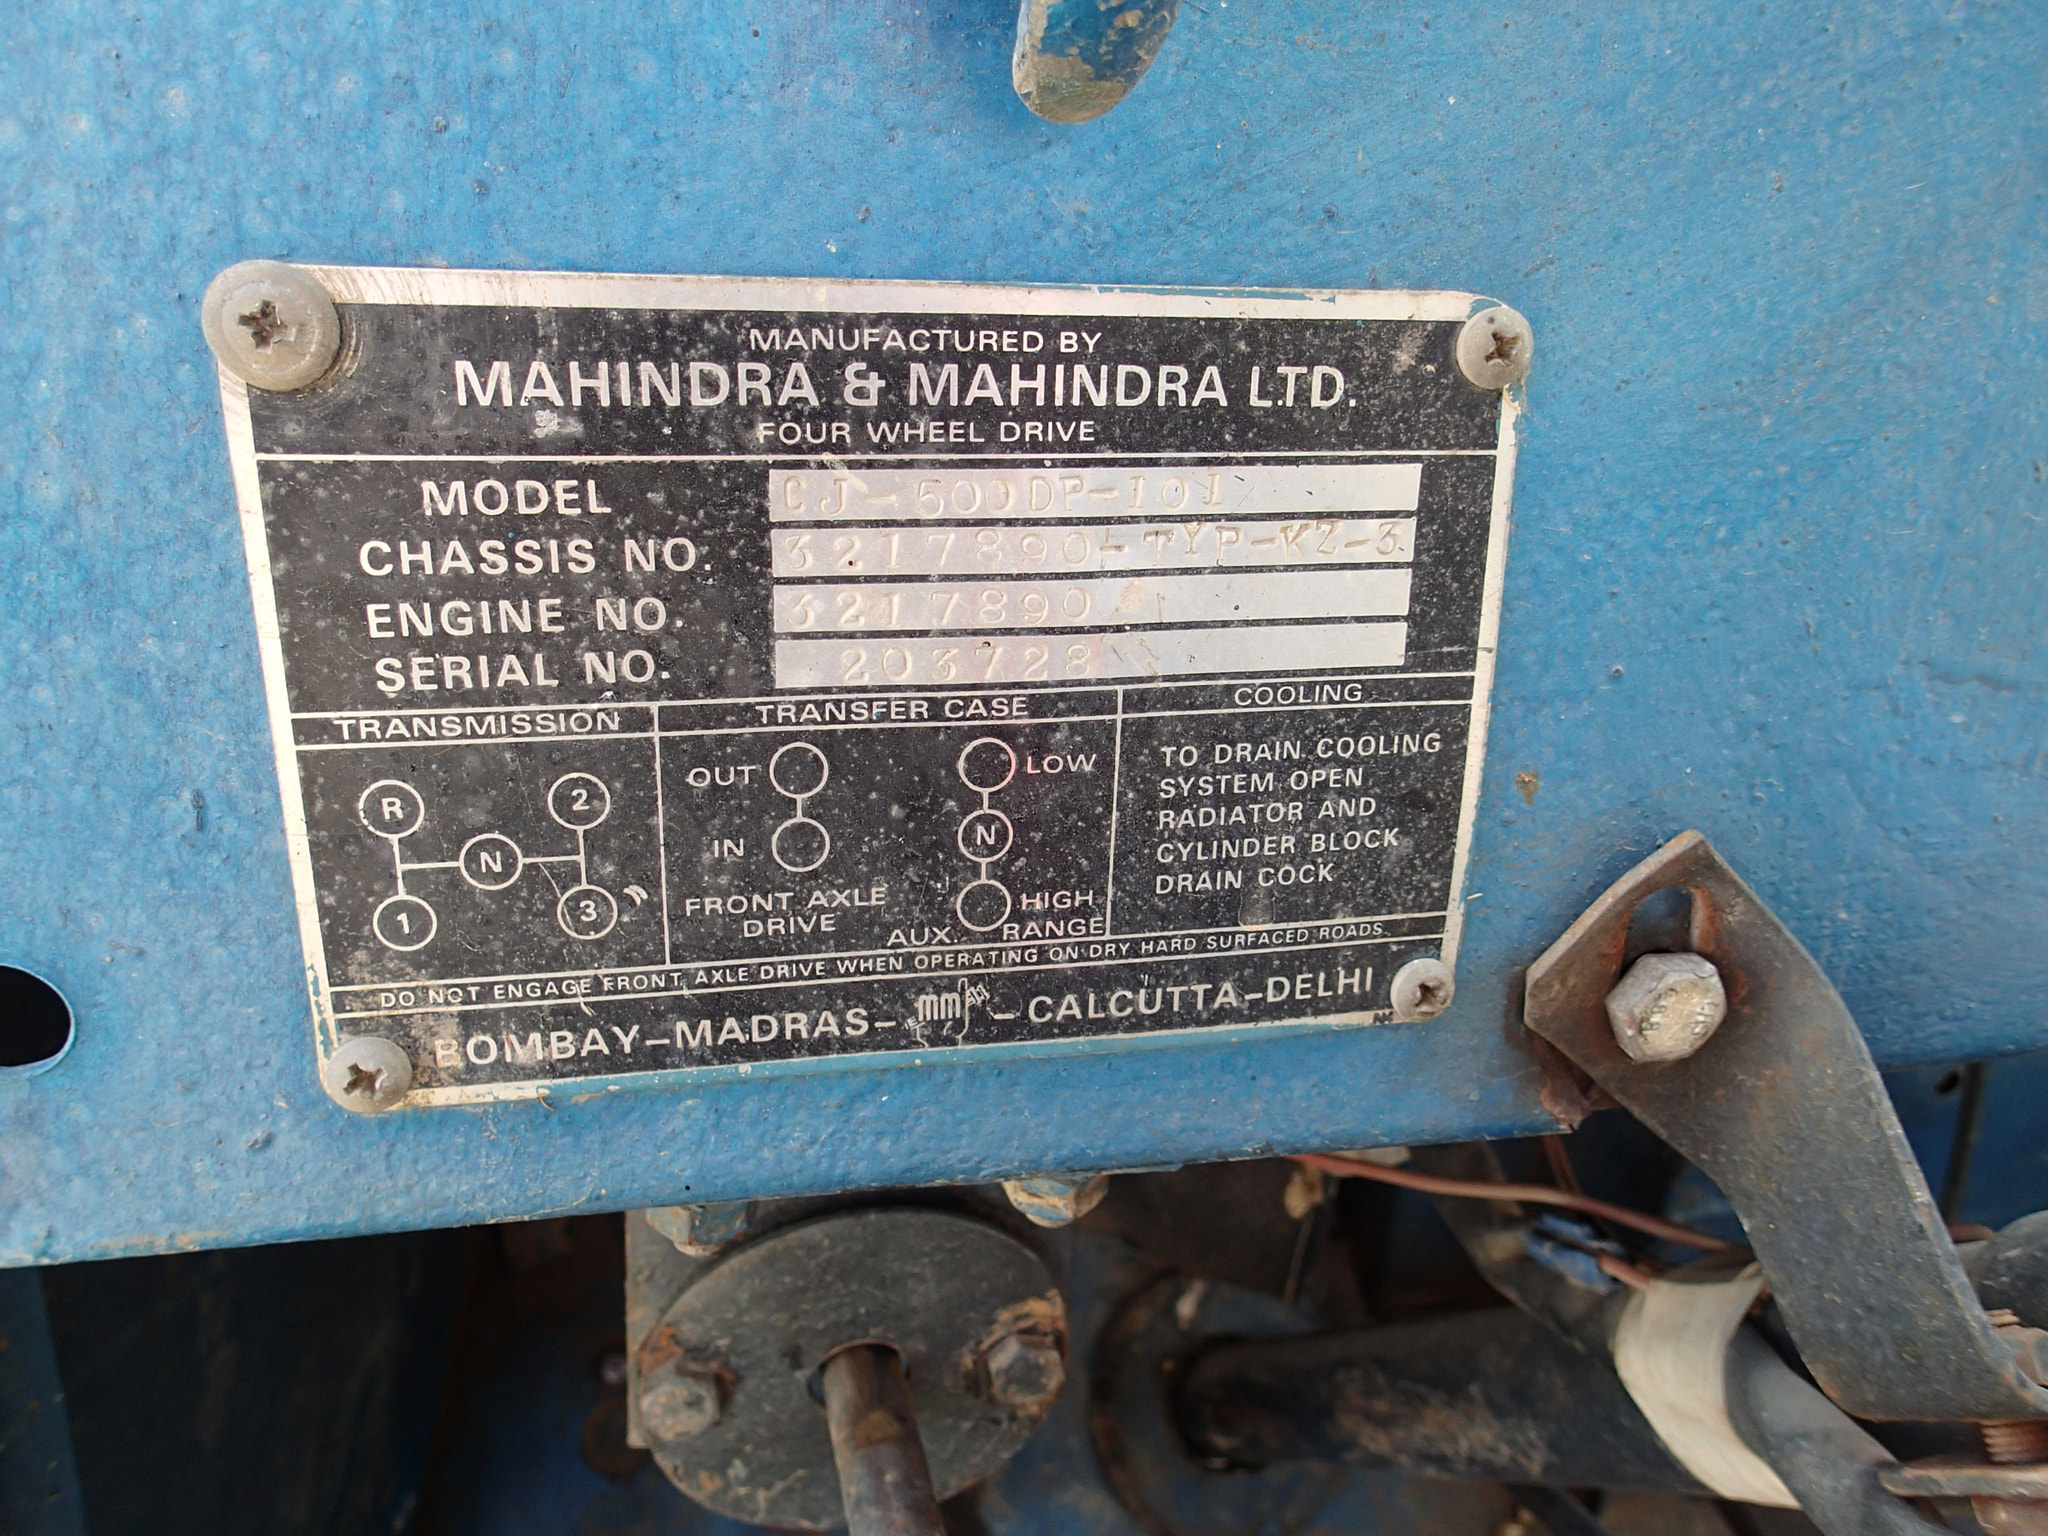 MANUFACTURED BY
MAHINDRA & MAHINDRA LTD.
FOUR WHEEL DRIVE
MODEL CJ-500DP-101
CHASSIS NO. 3217890-TYP-KZ-3
ENGINE NO. 3217890
SERIAL NO. 203728
TRANSMISSION
R 2
N
1 3
TRANSFER CASE
OUT LOW
IN N
FRONT AXLE HIGH
DRIVE AUX. RANGE
COOLING
TO DRAIN COOLING
SYSTEM OPEN
RADIATOR AND
CYLINDER BLOCK
DRAIN COCK
DO NOT ENGAGE FRONT AXLE DRIVE WHEN OPERATING ON DRY HARD SURFACED ROADS.
BOMBAY-MADRAS- MM -CALCUTTA-DELHI